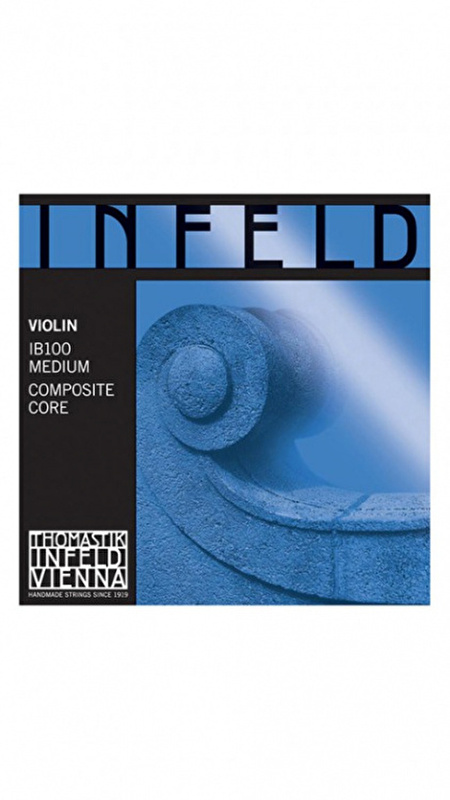 INFELD
VIOLIN
IB100
MEDIUM
COMPOSITE
CORE
THOMASTIK
INFELD
VIENNA
HANDMADE STRINGS SINCE 1919